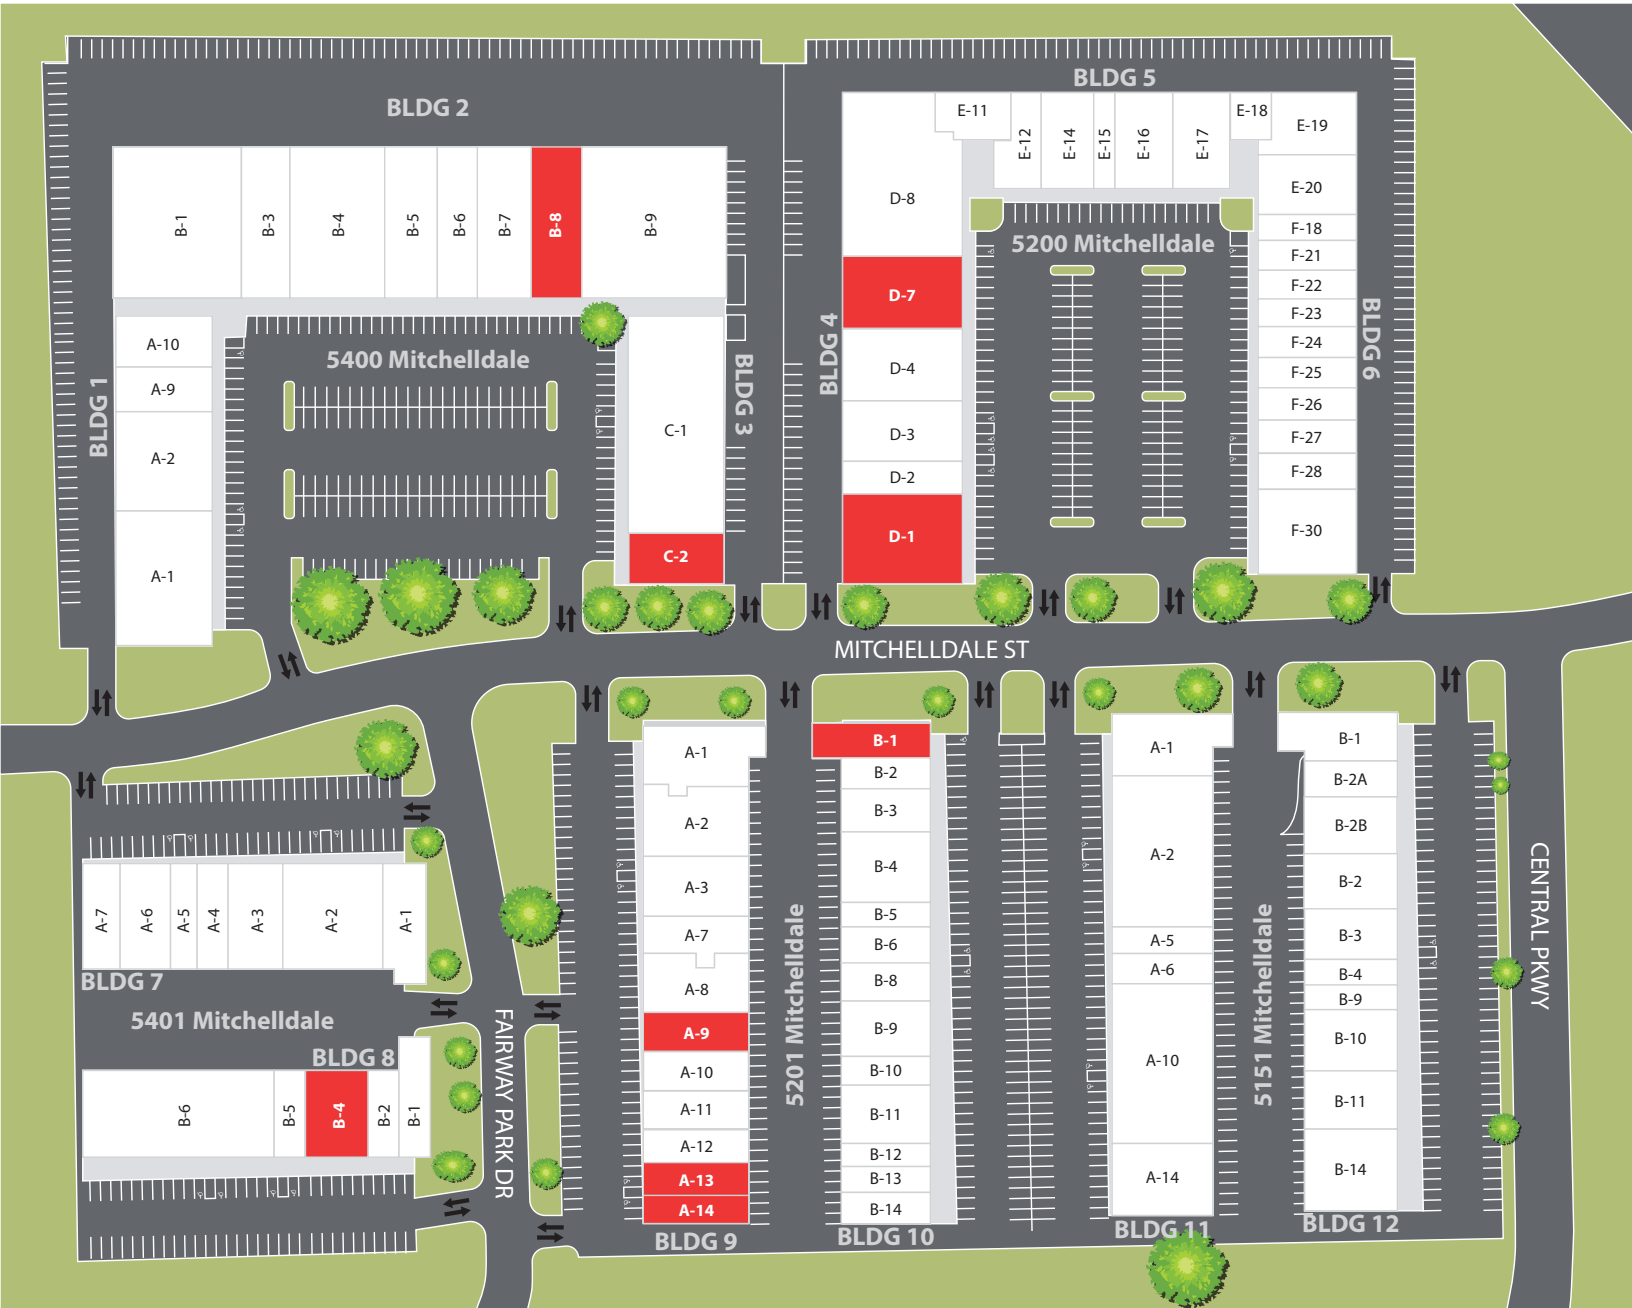 BLDG 2
B-1
B-3
B-4
B-5
B-6
B-7
B-8
B-9
BLDG 1
A-10
A-9
A-2
A-1
5400 Mitchelldale
BLDG 3
C-1
C-2
BLDG 5
E-11
E-12
E-14
E-15
E-16
E-17
E-18
E-19
E-20
BLDG 4
D-8
D-7
D-4
D-3
D-2
D-1
5200 Mitchelldale
BLDG 6
F-18
F-21
F-22
F-23
F-24
F-25
F-26
F-27
F-28
F-30
MITCHELLDALE ST
A-7
A-6
A-5
A-4
A-3
A-2
A-1
BLDG 7
5401 Mitchelldale
BLDG 8
B-6
B-5
B-4
B-2
B-1
FAIRWAY PARK DR
A-1
A-2
A-3
A-7
A-8
A-9
A-10
A-11
A-12
A-13
A-14
BLDG 9
5201 Mitchelldale
B-1
B-2
B-3
B-4
B-5
B-6
B-8
B-9
B-10
B-11
B-12
B-13
B-14
BLDG 10
A-1
A-2
A-5
A-6
A-10
A-14
BLDG 11
5151 Mitchelldale
B-1
B-2A
B-2B
B-2
B-3
B-4
B-9
B-10
B-11
B-14
BLDG 12
CENTRAL PKWY